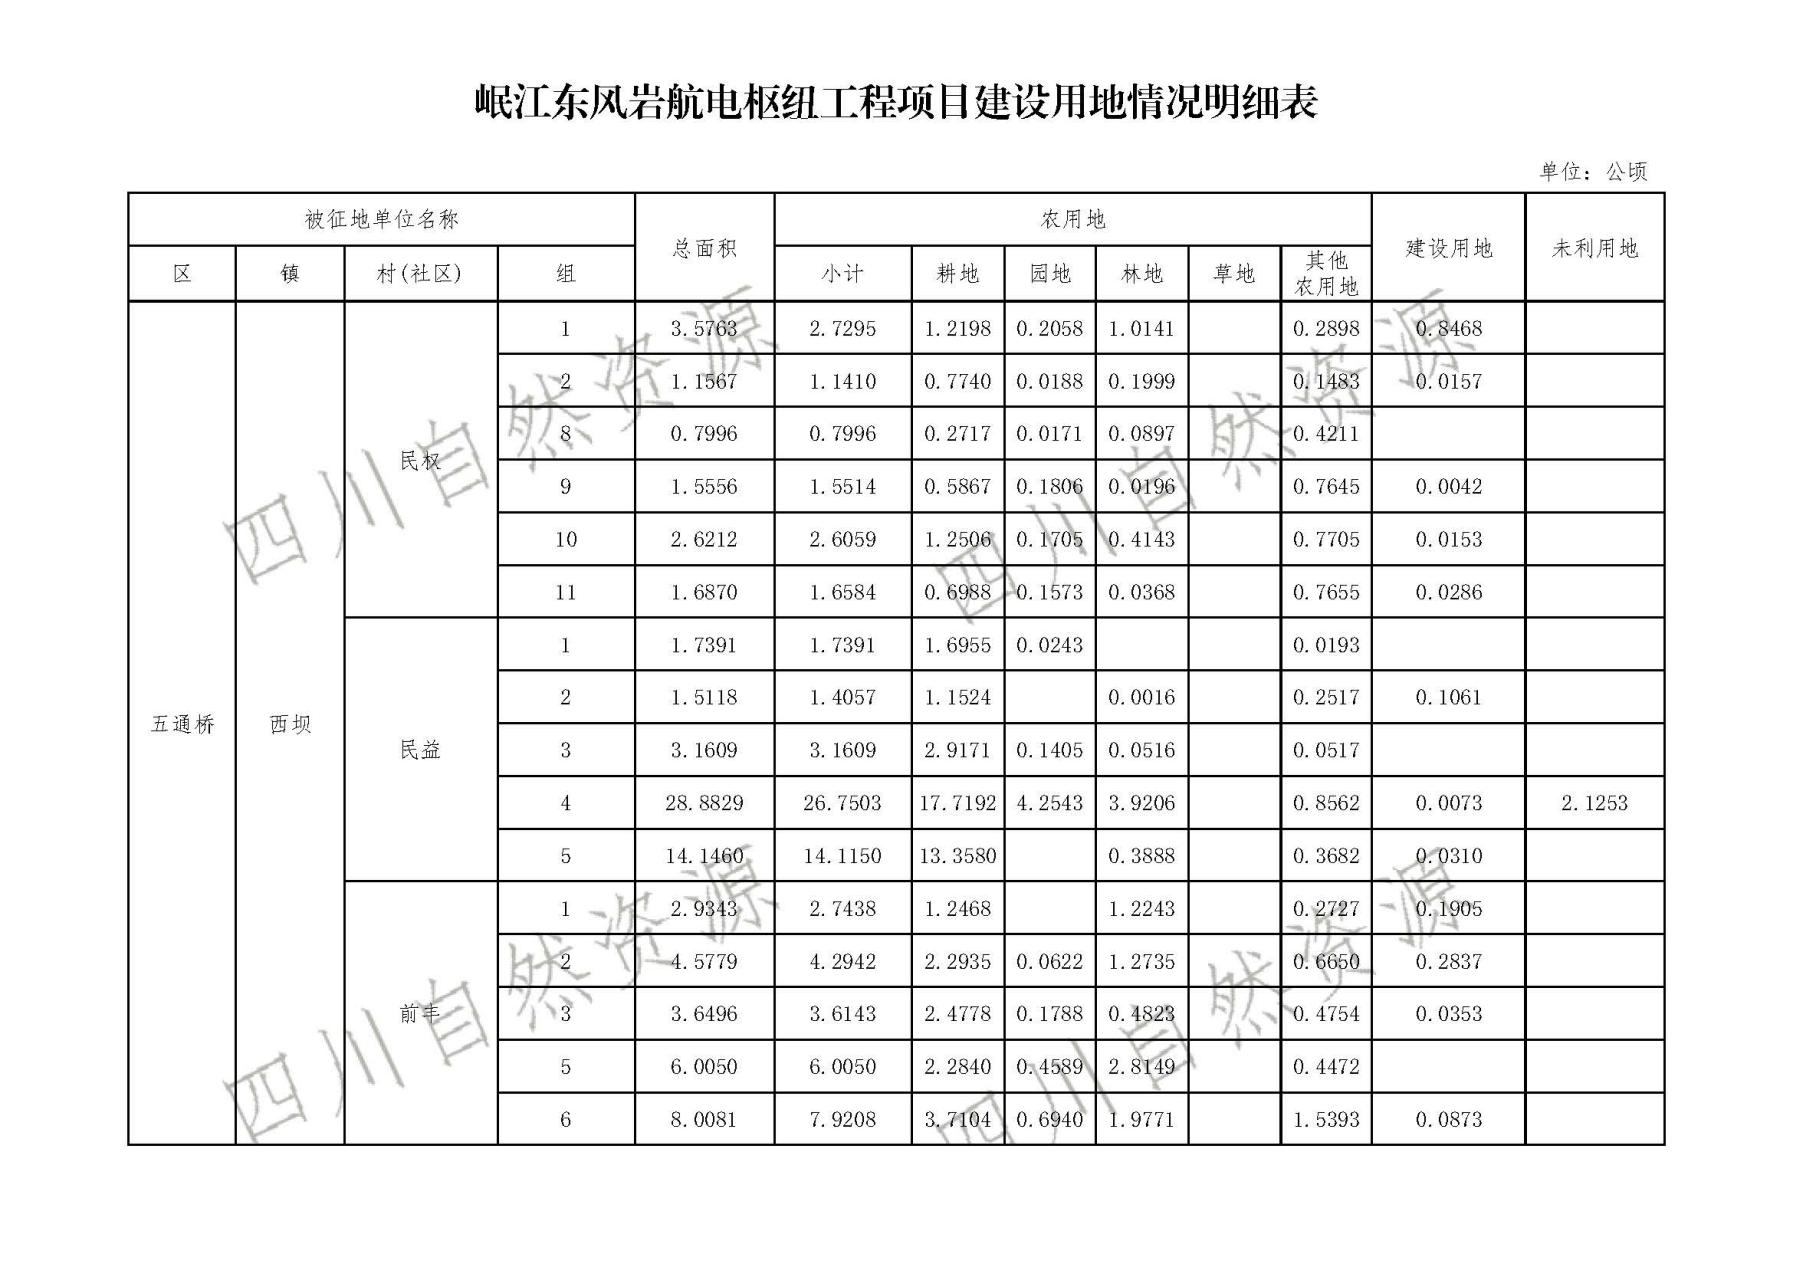 岷江东风岩航电枢纽工程项目建设用地情况明细表
单位：公顷
被征地单位名称 总面积 农用地 建设用地 未利用地
区 镇 村(社区) 组 小计 耕地 园地 林地 草地 其他农用地
五通桥 西坝 民权 1 3.5763 2.7295 1.2198 0.2058 1.0141 0.2898 0.8468
2 1.1567 1.1410 0.7740 0.0188 0.1999 0.1483 0.0157
8 0.7996 0.7996 0.2717 0.0171 0.0897 0.4211
9 1.5556 1.5514 0.5867 0.1806 0.0196 0.7645 0.0042
10 2.6212 2.6059 1.2506 0.1705 0.4143 0.7705 0.0153
11 1.6870 1.6584 0.6988 0.1573 0.0368 0.7655 0.0286
民益 1 1.7391 1.7391 1.6955 0.0243 0.0193
2 1.5118 1.4057 1.1524 0.0016 0.2517 0.1061
3 3.1609 3.1609 2.9171 0.1405 0.0516 0.0517
4 28.8829 26.7503 17.7192 4.2543 3.9206 0.8562 0.0073 2.1253
5 14.1460 14.1150 13.3580 0.3888 0.3682 0.0310
前丰 1 2.9343 2.7438 1.2468 1.2243 0.2727 0.1905
2 4.5779 4.2942 2.2935 0.0622 1.2735 0.6650 0.2837
3 3.6496 3.6143 2.4778 0.1788 0.4823 0.4754 0.0353
5 6.0050 6.0050 2.2840 0.4589 2.8149 0.4472
6 8.0081 7.9208 3.7104 0.6940 1.9771 1.5393 0.0873
四川自然资源
四川自然资源
四川自然资源
四川自然资源